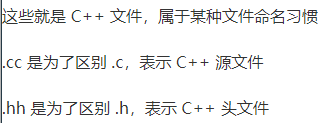 这些就是 C++ 文件，属于某种文件命名习惯
.cc 是为了区别 .c，表示 C++ 源文件
.hh 是为了区别 .h，表示 C++ 头文件